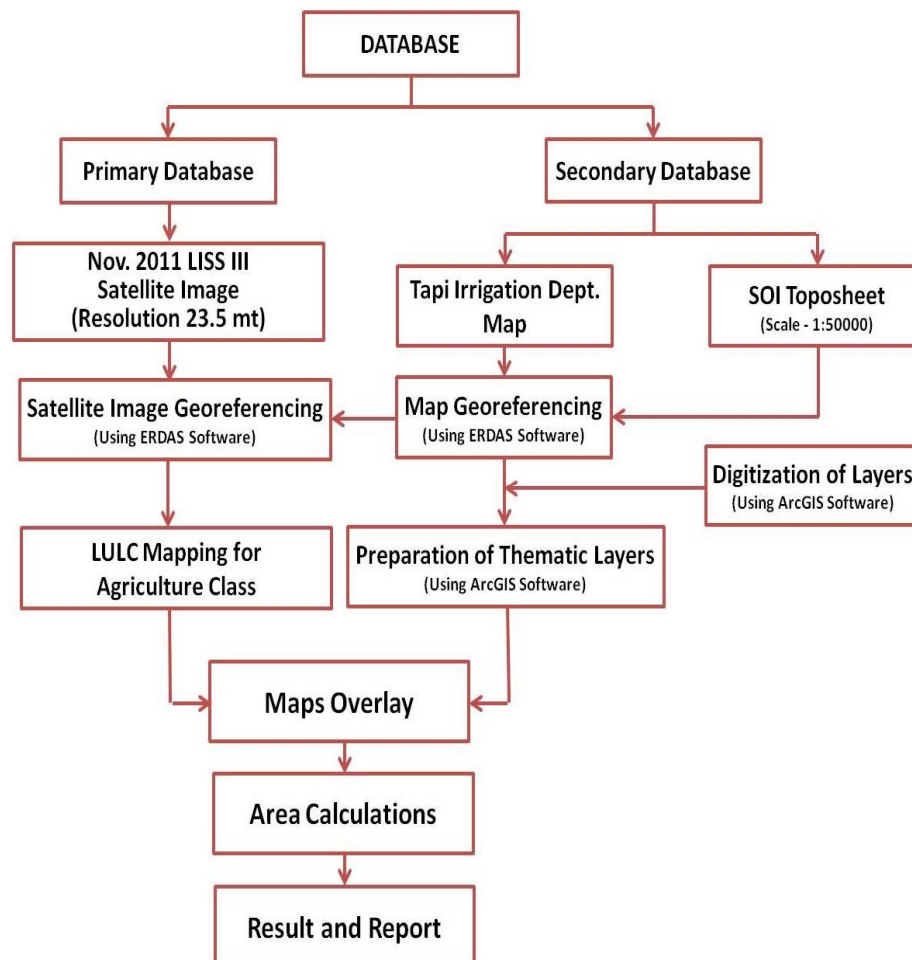 DATABASE
Primary Database
Secondary Database
Nov. 2011 LISS III
Satellite Image
(Resolution 23.5 mt)
Tapi Irrigation Dept.
Map
SOI Toposheet
(Scale - 1:50000)
Satellite Image Georeferencing
(Using ERDAS Software)
Map Georeferencing
(Using ERDAS Software)
Digitization of Layers
(Using ArcGIS Software)
LULC Mapping for
Agriculture Class
Preparation of Thematic Layers
(Using ArcGIS Software)
Maps Overlay
Area Calculations
Result and Report